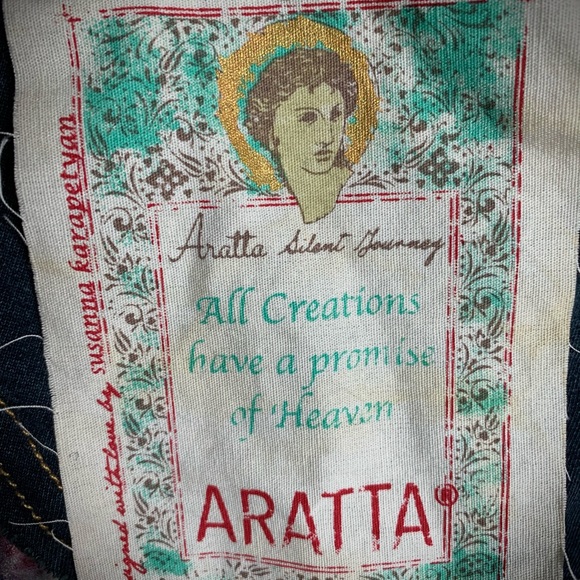 Aratta Silent Journey
All Creations
have a promise
of Heaven
ARATTA®
designed with love by susanna karapetyan